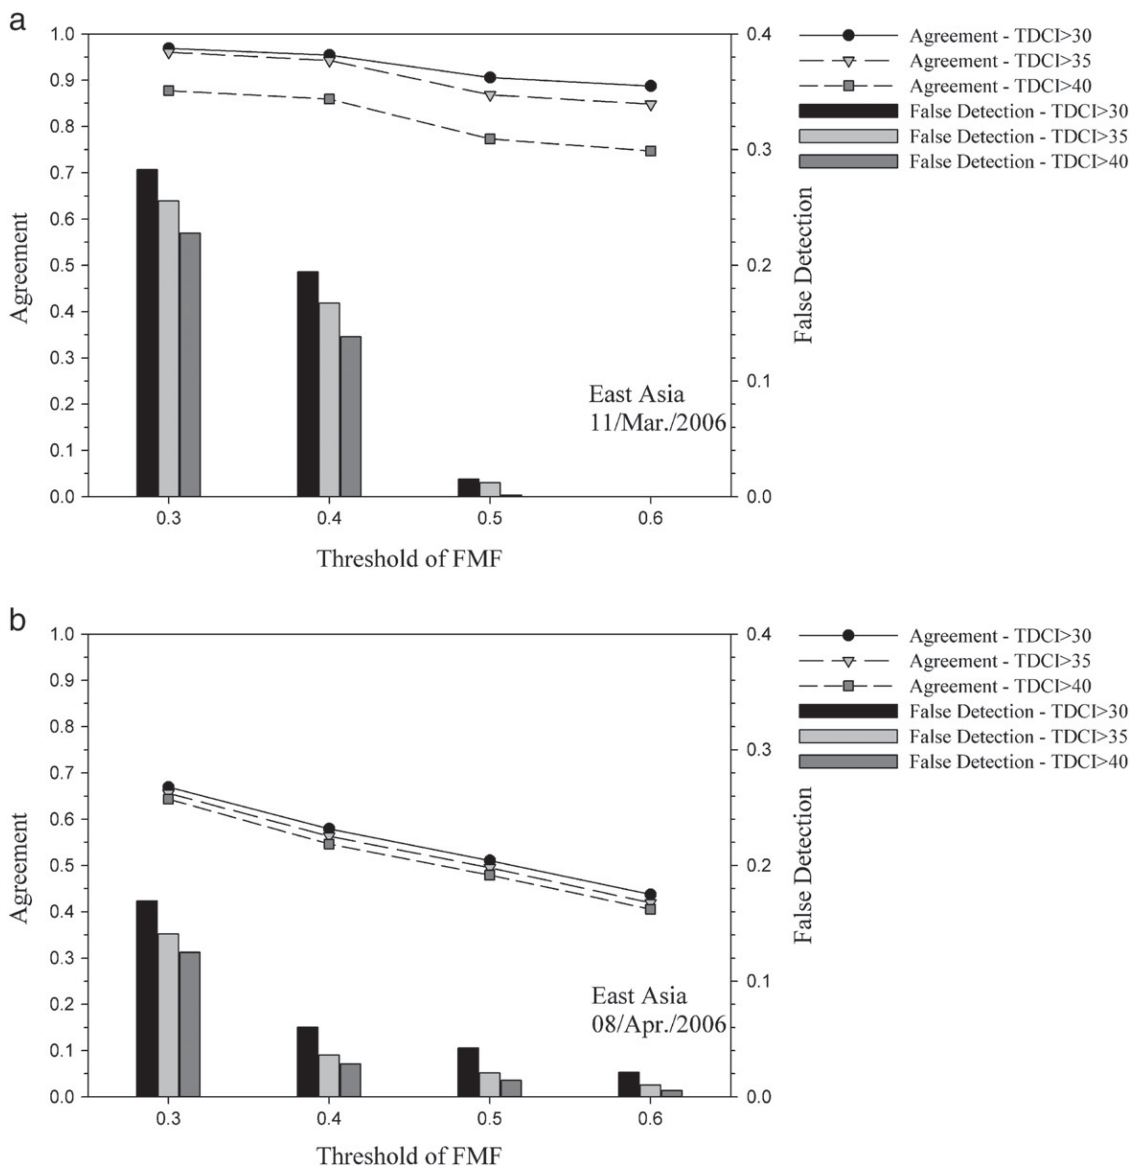 a
1.0
0.9
0.8
0.7
0.6
0.5
0.4
0.3
0.2
0.1
0.0
Agreement
0.4
0.3
0.2
0.1
0.0
False Detection
0.3 0.4 0.5 0.6
Threshold of FMF
East Asia
11/Mar./2006
Agreement - TDCI>30
Agreement - TDCI>35
Agreement - TDCI>40
False Detection - TDCI>30
False Detection - TDCI>35
False Detection - TDCI>40
b
1.0
0.9
0.8
0.7
0.6
0.5
0.4
0.3
0.2
0.1
0.0
Agreement
0.4
0.3
0.2
0.1
0.0
False Detection
0.3 0.4 0.5 0.6
Threshold of FMF
East Asia
08/Apr./2006
Agreement - TDCI>30
Agreement - TDCI>35
Agreement - TDCI>40
False Detection - TDCI>30
False Detection - TDCI>35
False Detection - TDCI>40